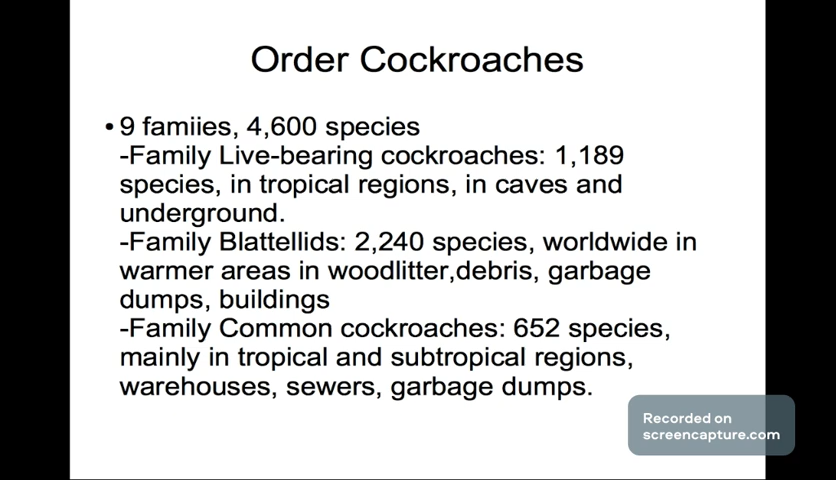 Order Cockroaches
• 9 famiies, 4,600 species
-Family Live-bearing cockroaches: 1,189
species, in tropical regions, in caves and
underground.
-Family Blattellids: 2,240 species, worldwide in
warmer areas in woodlitter,debris, garbage
dumps, buildings
-Family Common cockroaches: 652 species,
mainly in tropical and subtropical regions,
warehouses, sewers, garbage dumps.
Recorded on
screencapture.com